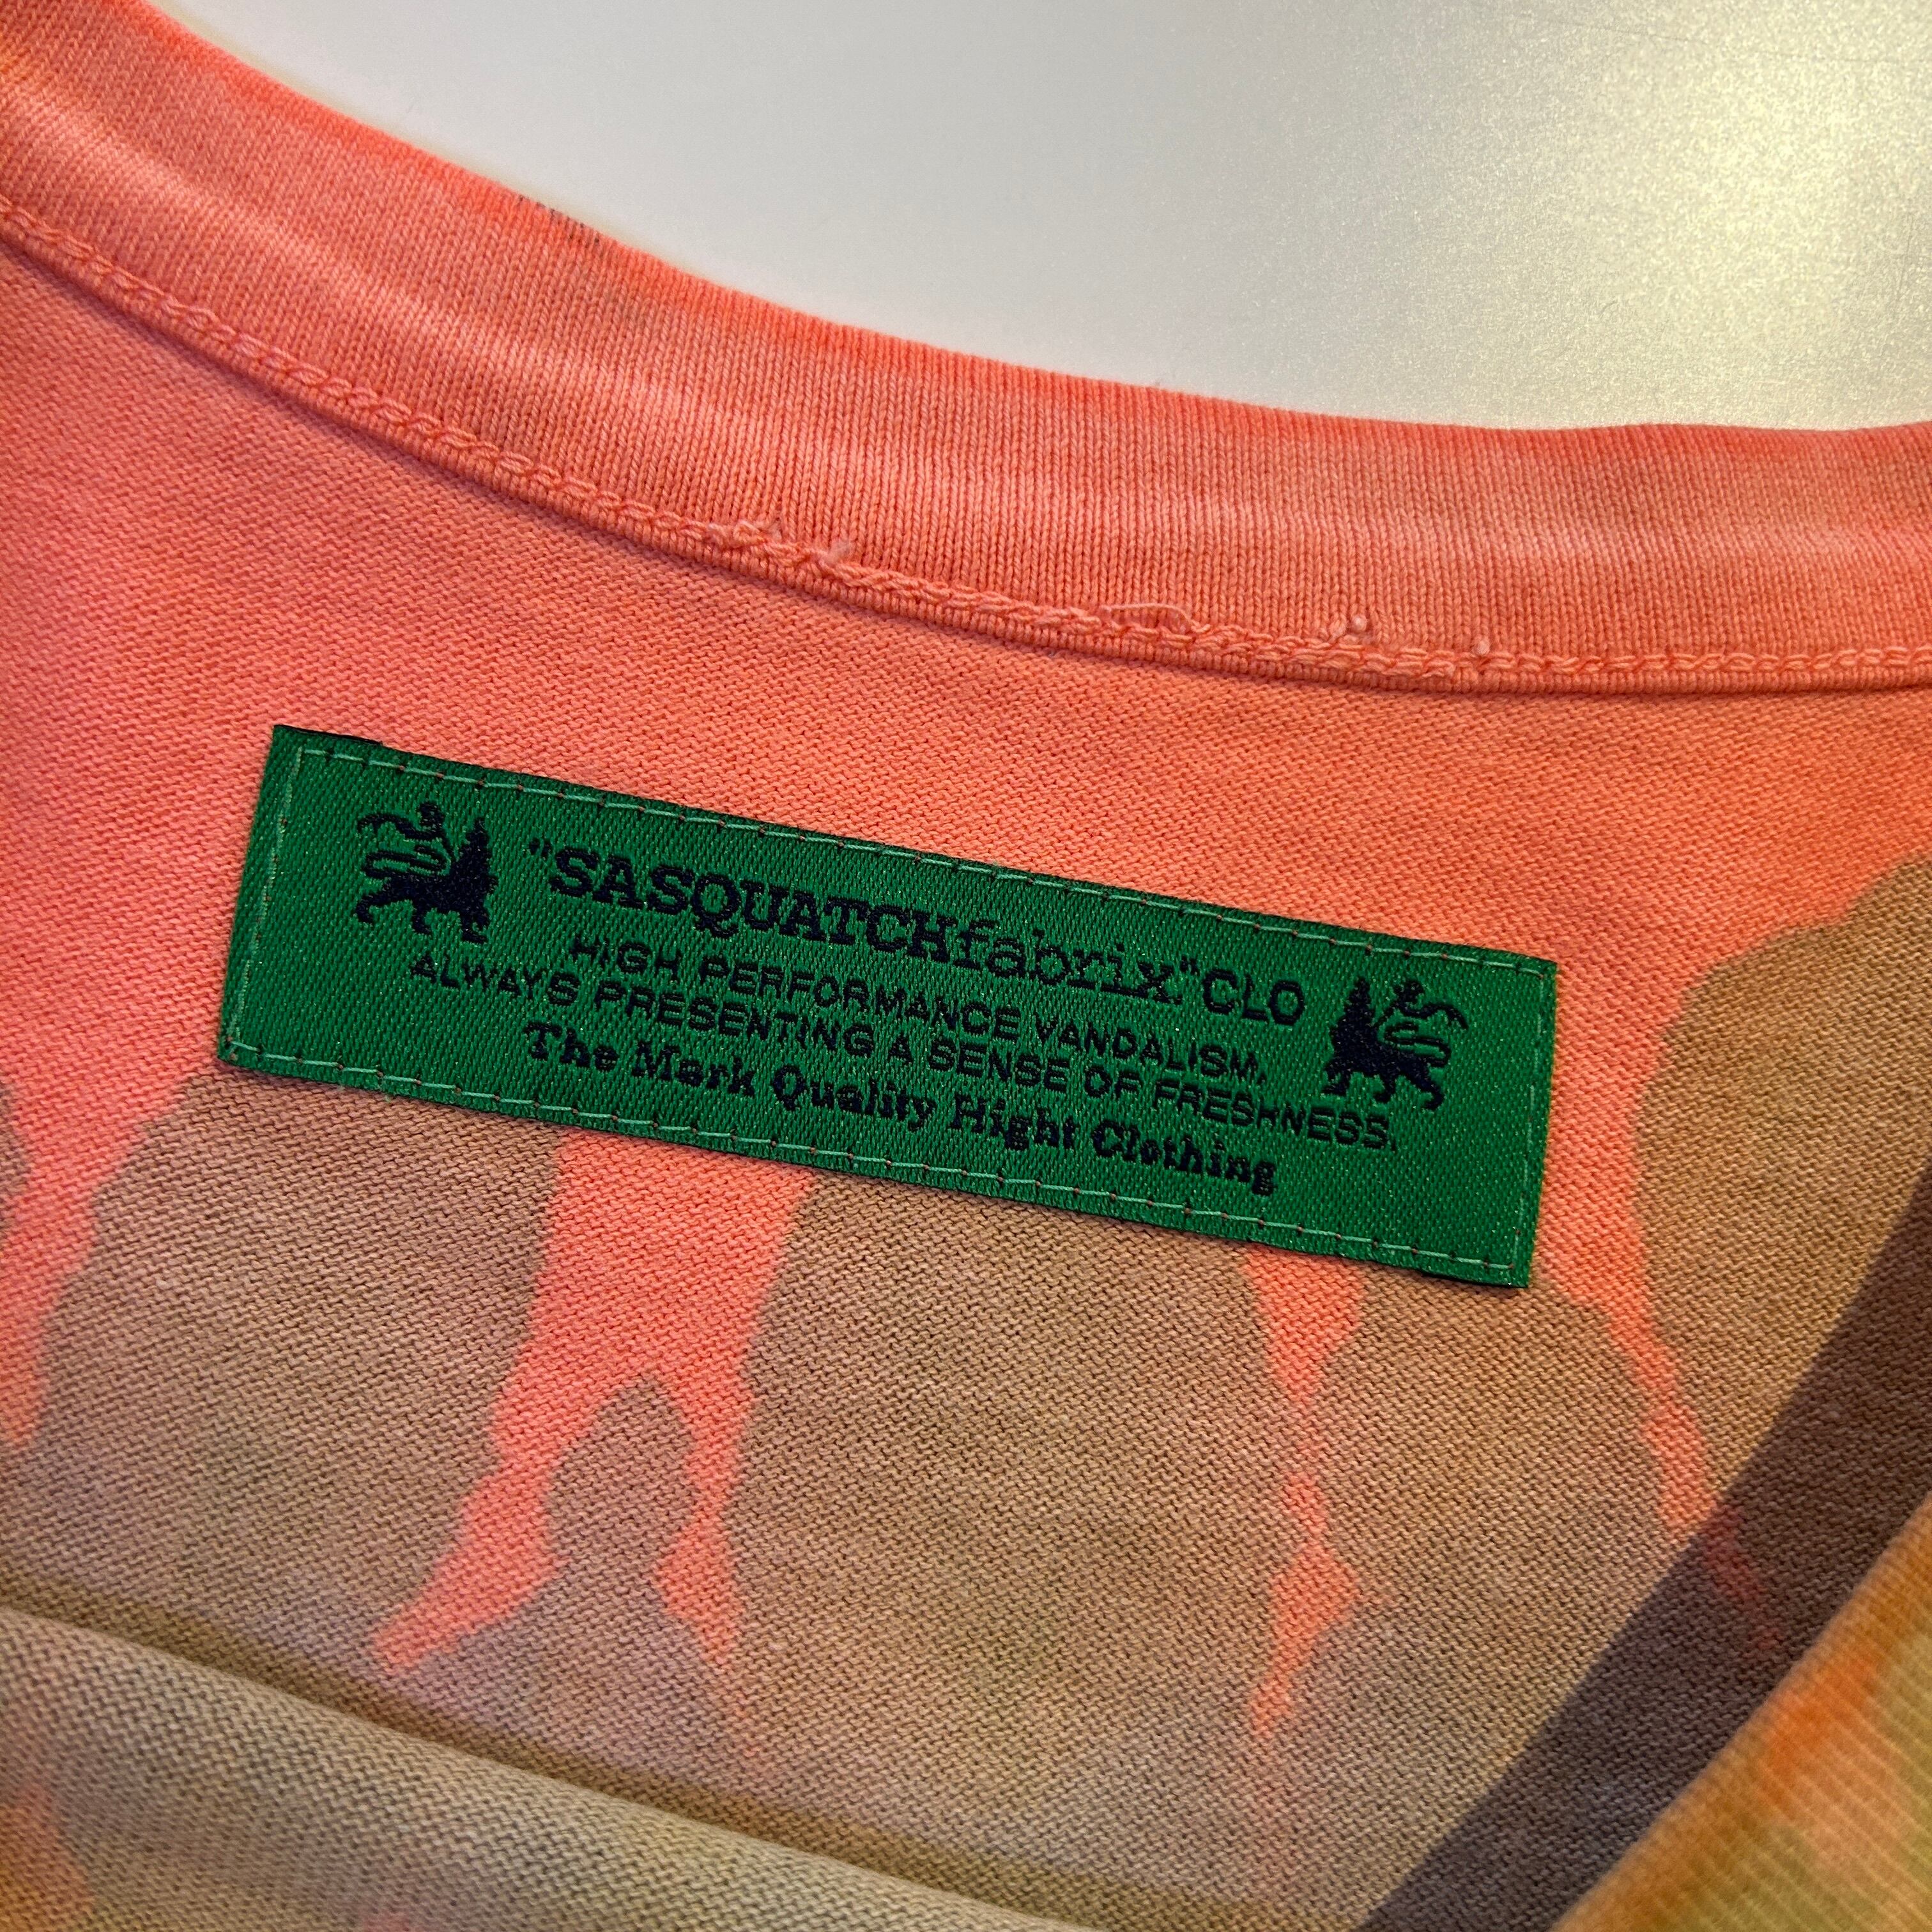 "SASQUATCHfabrix"CLO
HIGH PERFORMANCE VANDALISM,
ALWAYS PRESENTING A SENSE OF FRESHNESS.
The Mark Quality Hight Clothing